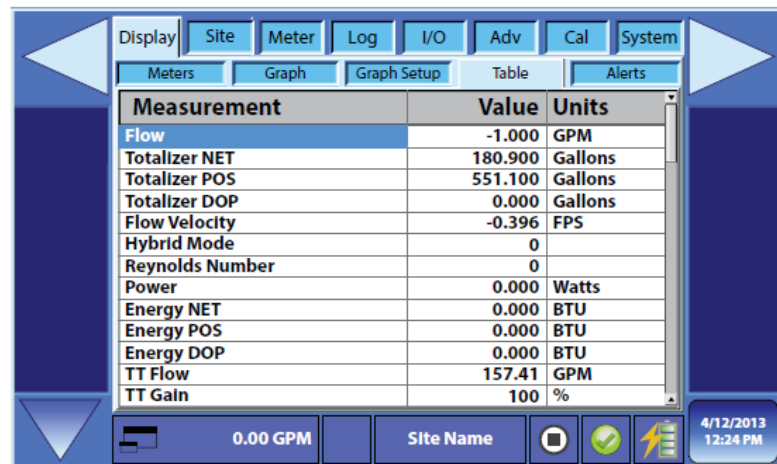 Display Site Meter Log I/O Adv Cal System
Meters Graph Graph Setup Table Alerts
Measurement Value Units
Flow -1.000 GPM
Totalizer NET 180.900 Gallons
Totalizer POS 551.100 Gallons
Totalizer DOP 0.000 Gallons
Flow Velocity -0.396 FPS
Hybrid Mode 0
Reynolds Number 0
Power 0.000 Watts
Energy NET 0.000 BTU
Energy POS 0.000 BTU
Energy DOP 0.000 BTU
TT Flow 157.41 GPM
TT Gain 100 %
0.00 GPM Site Name
4/12/2013
12:24 PM